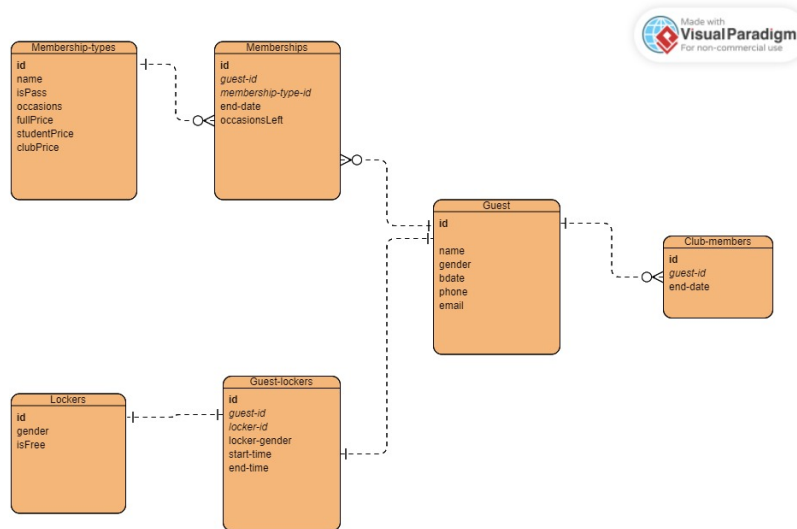 Made with
VisualParadigm
For non-commercial use
Membership-types
id
name
isPass
occasions
fullPrice
studentPrice
clubPrice
Memberships
id
guest-id
membership-type-id
end-date
occasionsLeft
Guest
id
name
gender
bdate
phone
email
Club-members
id
guest-id
end-date
Lockers
id
gender
isFree
Guest-lockers
id
guest-id
locker-id
locker-gender
start-time
end-time